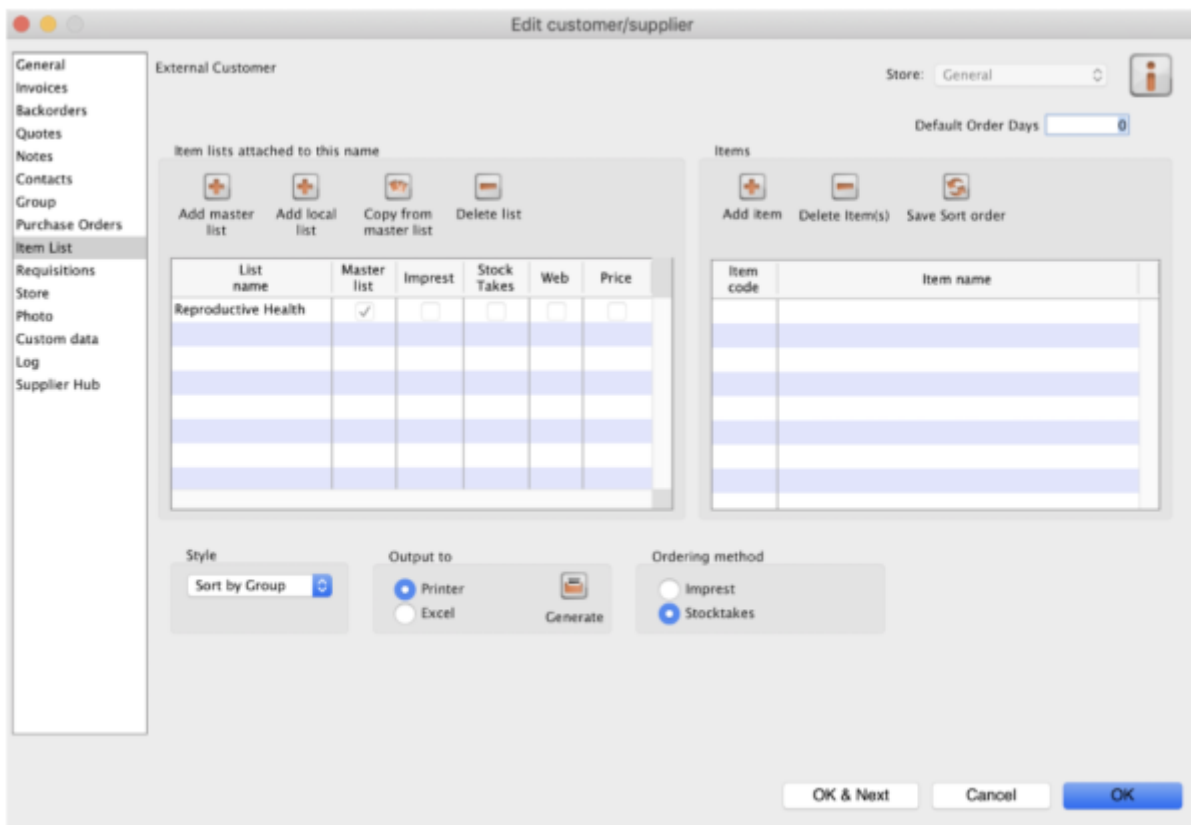 Edit customer/supplier
General
Invoices
Backorders
Quotes
Notes
Contacts
Group
Purchase Orders
Item List
Requisitions
Store
Photo
Custom data
Log
Supplier Hub
External Customer
Store: General
Default Order Days 0
Item lists attached to this name
Add master list
Add local list
Copy from master list
Delete list
List name Master list Imprest Stock Takes Web Price
Reproductive Health
Items
Add item
Delete Item(s)
Save Sort order
Item code Item name
Style
Sort by Group
Output to
Printer
Excel
Generate
Ordering method
Imprest
Stocktakes
OK & Next Cancel OK